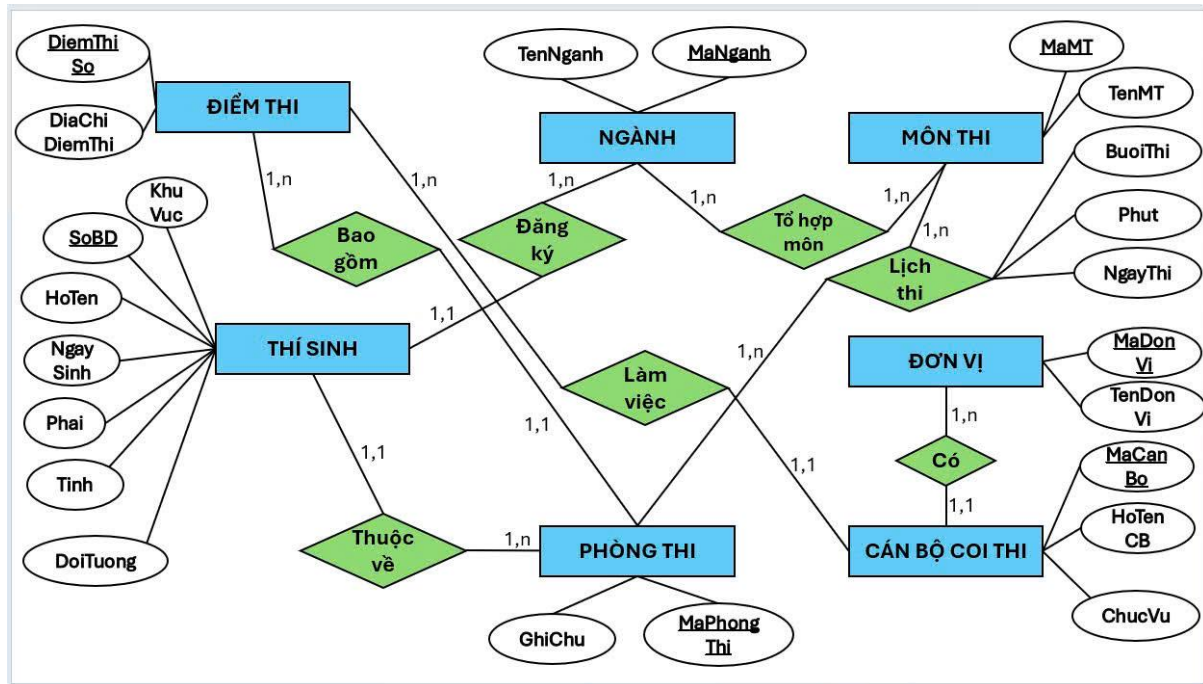 DiemThi
So
DiaChi
DiemThi
ĐIỂM THI
TenNganh
MaNganh
NGÀNH
MaMT
TenMT
MÔN THI
BuoiThi
Phut
NgayThi
1,n
1,n
1,n
1,n
1,n
1,n
Bao
gồm
Đăng
ký
Tổ hợp
môn
Lịch
thi
Khu
Vuc
SoBD
HoTen
Ngay
Sinh
Phai
Tinh
DoiTuong
THÍ SINH
1,1
1,n
Làm
việc
ĐƠN VỊ
MaDon
Vi
TenDon
Vi
1,n
Có
1,1
1,1
1,1
1,1
MaCan
Bo
HoTen
CB
ChucVu
Thuộc
về
1,n
PHÒNG THI
CÁN BỘ COI THI
GhiChu
MaPhong
Thi